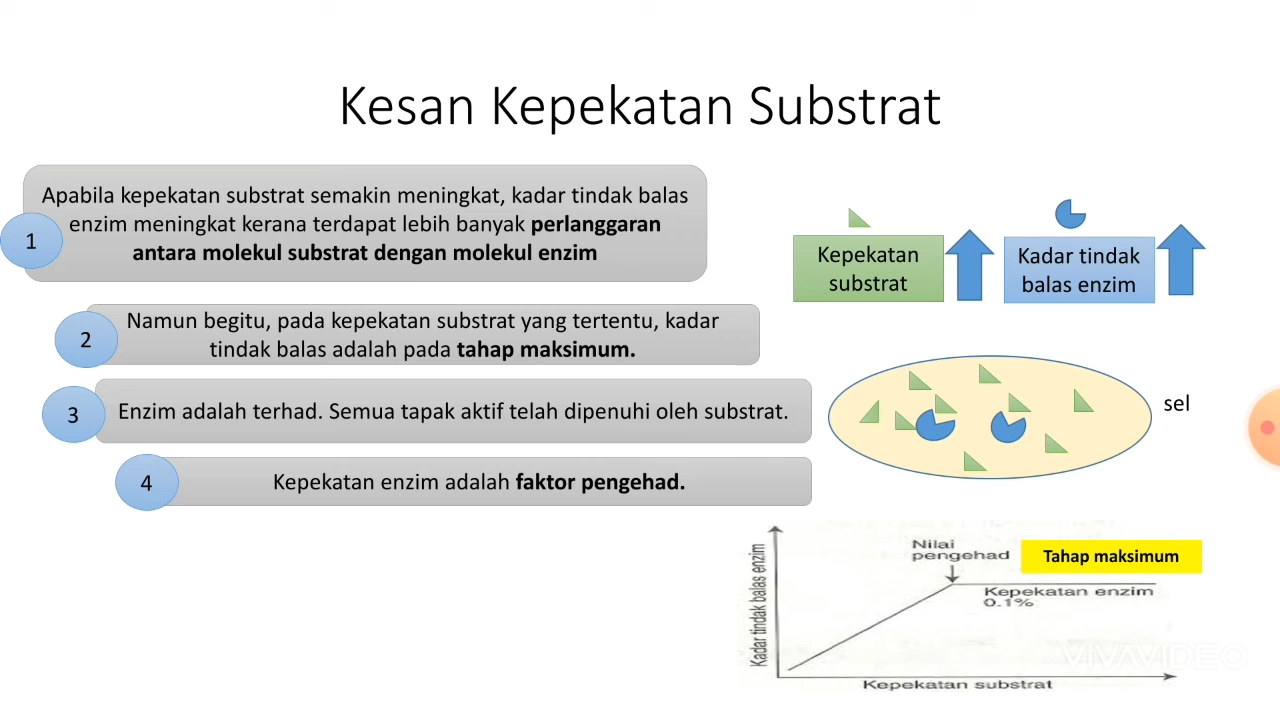 Kesan Kepekatan Substrat
1
Apabila kepekatan substrat semakin meningkat, kadar tindak balas
enzim meningkat kerana terdapat lebih banyak perlanggaran
antara molekul substrat dengan molekul enzim
2
Namun begitu, pada kepekatan substrat yang tertentu, kadar
tindak balas adalah pada tahap maksimum.
3
Enzim adalah terhad. Semua tapak aktif telah dipenuhi oleh substrat.
4
Kepekatan enzim adalah faktor pengehad.
Kepekatan
substrat
Kadar tindak
balas enzim
sel
Kadar tindak balas enzim
Nilai
pengehad
Tahap maksimum
Kepekatan enzim
0.1%
Kepekatan substrat
VIVAVIDEO